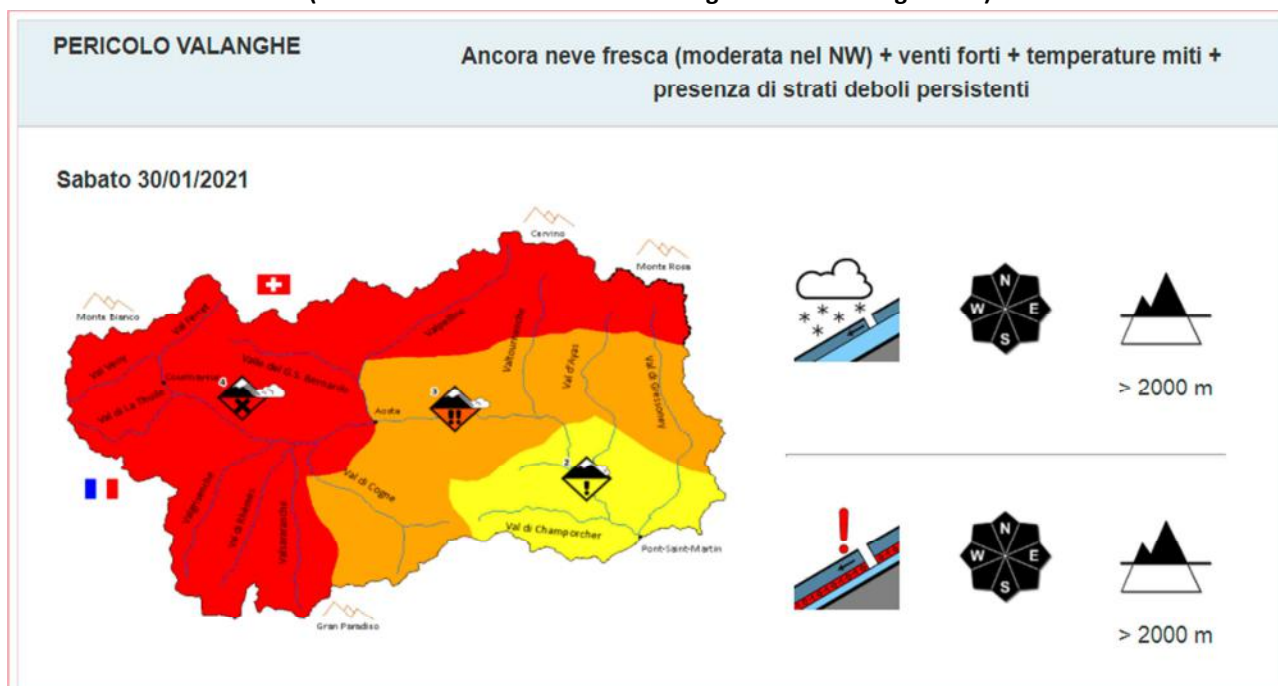 PERICOLO VALANGHE
Ancora neve fresca (moderata nel NW) + venti forti + temperature miti +
presenza di strati deboli persistenti
Sabato 30/01/2021
Cervino
Monte Rosa
Monte Bianco
Val Ferret
Val Veny
Courmayeur
Val di La Thuile
Valle del G.S. Bernardo
Valpelline
Valtournenche
Val d'Ayas
Val di Gressoney
4
3
2
Aosta
Valgrisenche
Val di Rhêmes
Valsavarenche
Val di Cogne
Val di Champorcher
Pont-Saint-Martin
Gran Paradiso
N
W E
S
> 2000 m
N
W E
S
> 2000 m